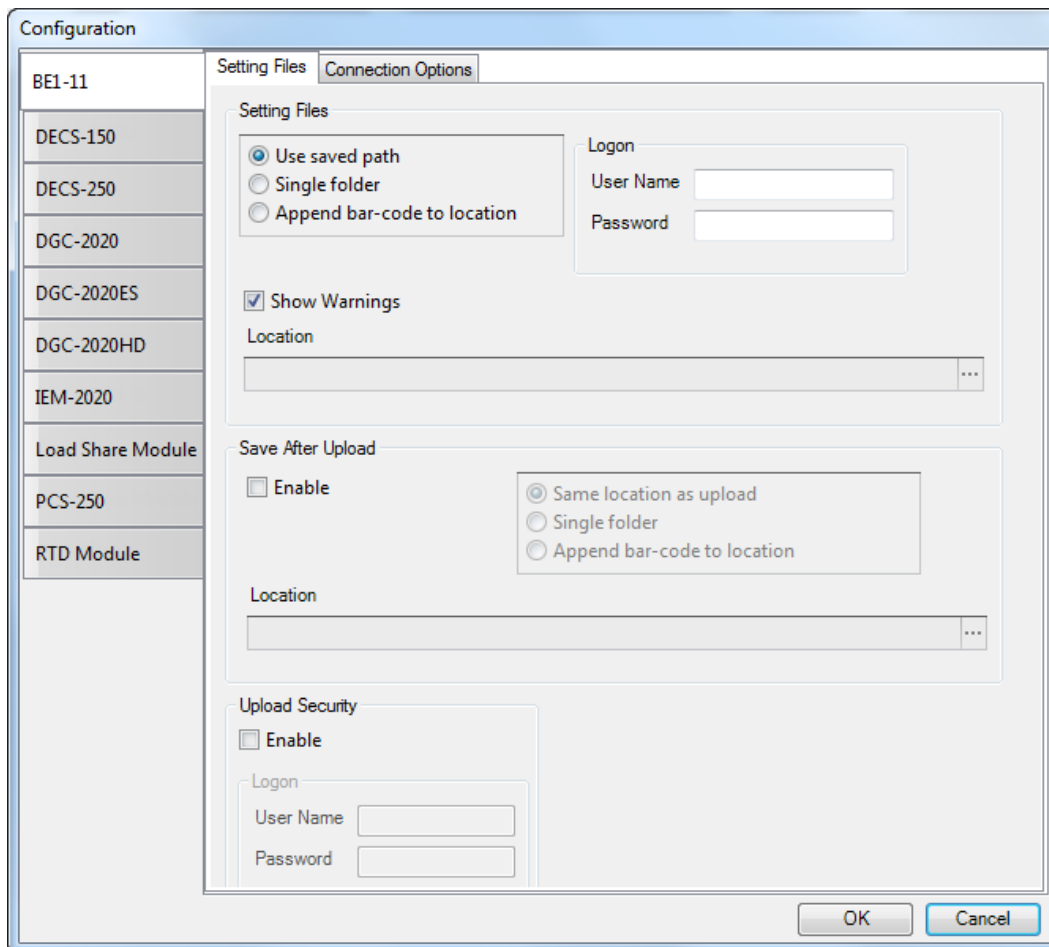 Configuration
BE1-11
DECS-150
DECS-250
DGC-2020
DGC-2020ES
DGC-2020HD
IEM-2020
Load Share Module
PCS-250
RTD Module
Setting Files
Connection Options
Setting Files
Use saved path
Single folder
Append bar-code to location
Logon
User Name
Password
Show Warnings
Location
...
Save After Upload
Enable
Same location as upload
Single folder
Append bar-code to location
Location
...
Upload Security
Enable
Logon
User Name
Password
OK
Cancel